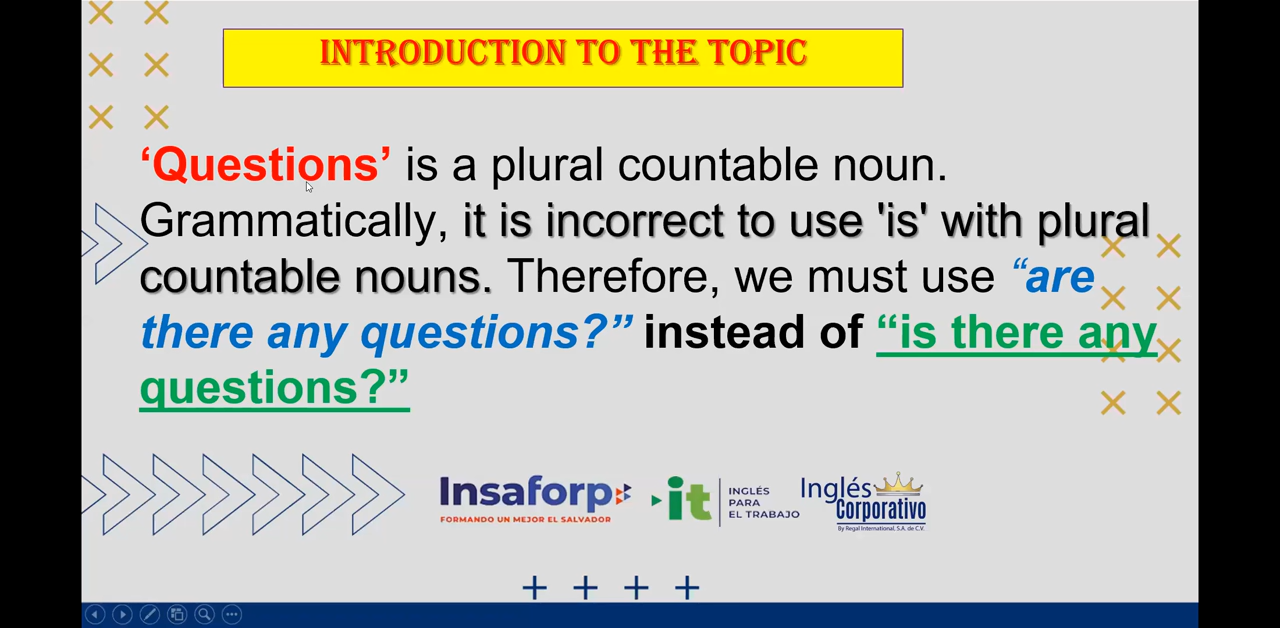 INTRODUCTION TO THE TOPIC
‘Questions’ is a plural countable noun.
Grammatically, it is incorrect to use 'is' with plural
countable nouns. Therefore, we must use “are
there any questions?” instead of “is there any
questions?”
Insaforp
FORMANDO UN MEJOR EL SALVADOR
it
INGLÉS
PARA
EL TRABAJO
Inglés
Corporativo
By Regal International, S.A. de C.V.